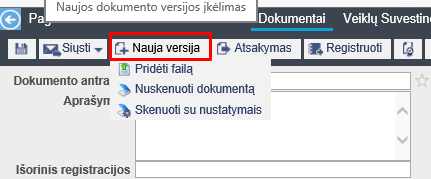 Naujos dokumento versijos įkėlimas
Dokumentai Veiklų Suvestinė
Siųsti Nauja versija Atsakymas Registruoti
Pridėti failą
Dokumento antra
Nuskenuoti dokumentą
Aprašym
Skenuoti su nustatymais
Išorinis registracijos